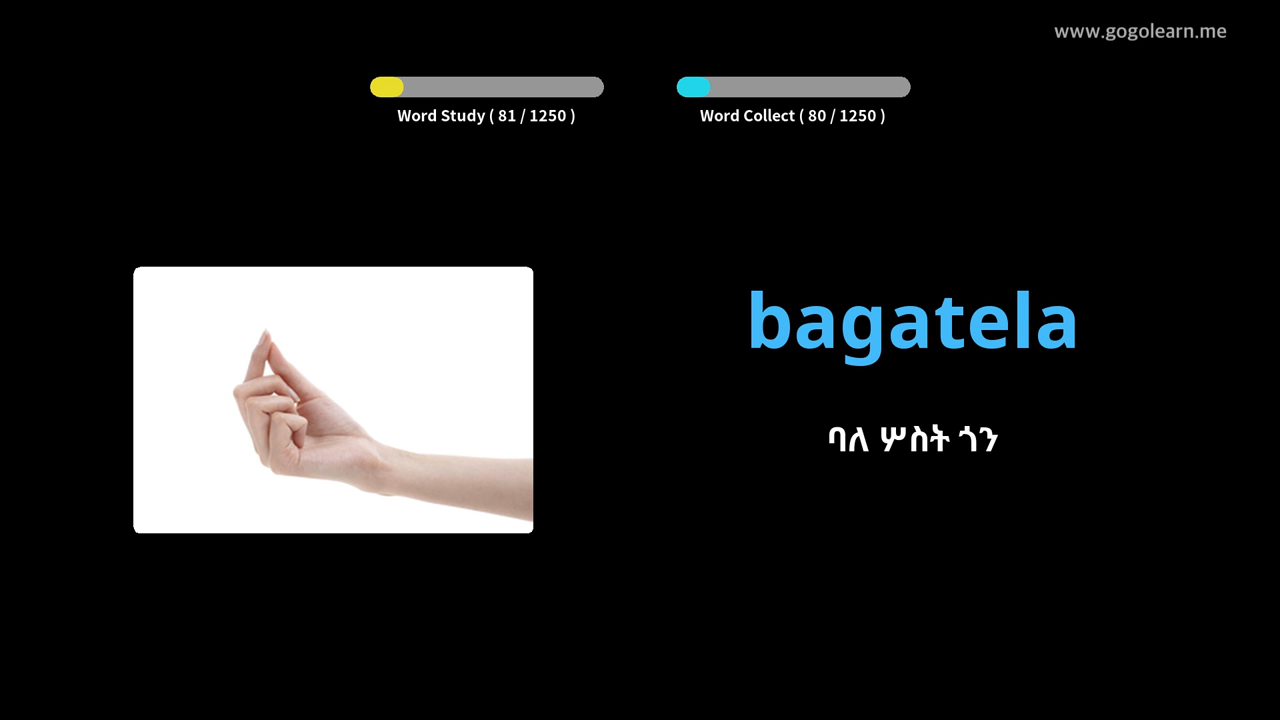 www.gogolearn.me
Word Study ( 81 / 1250 )
Word Collect ( 80 / 1250 )
bagatela
ባለ ሦስት ጎን